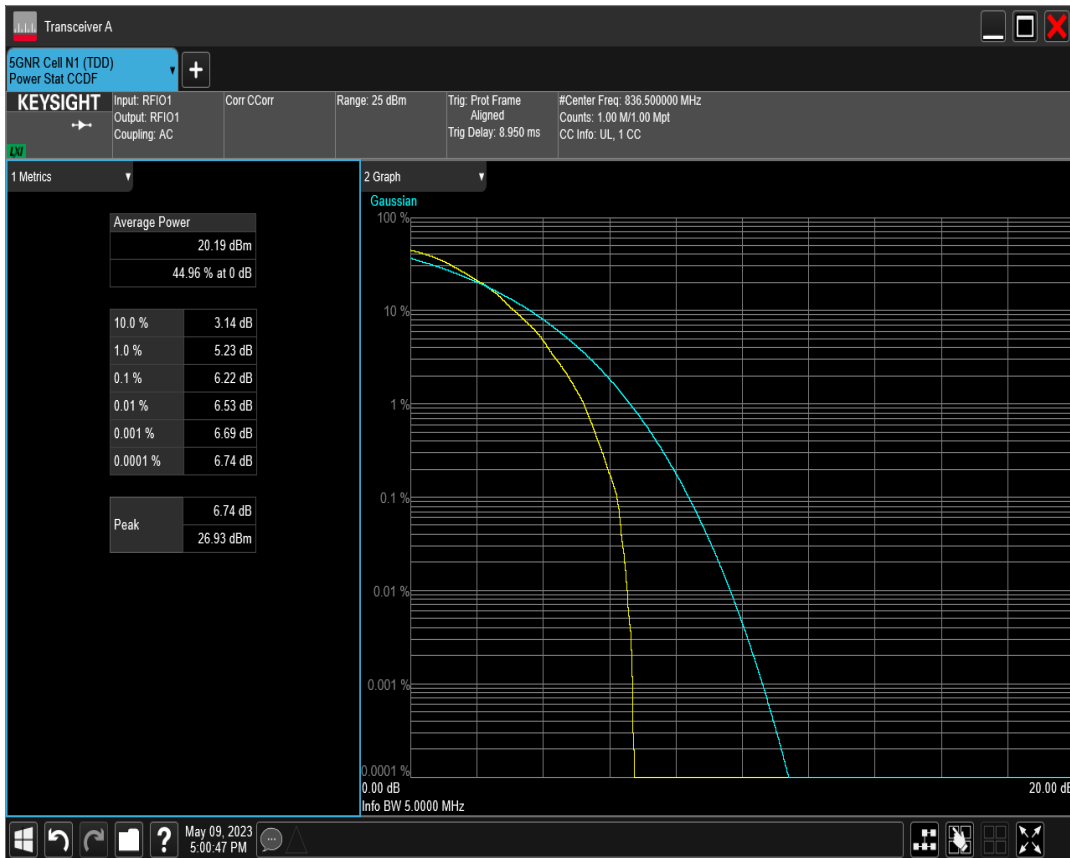 Transceiver A
5GNR Cell N1 (TDD)
Power Stat CCDF
+
KEYSIGHT
LXI
Input: RFIO1
Output: RFIO1
Coupling: AC
Corr CCorr
Range: 25 dBm
Trig: Prot Frame
Aligned
Trig Delay: 8.950 ms
#Center Freq: 836.500000 MHz
Counts: 1.00 M/1.00 Mpt
CC Info: UL, 1 CC
1 Metrics
Average Power
20.19 dBm
44.96 % at 0 dB
10.0 % 3.14 dB
1.0 % 5.23 dB
0.1 % 6.22 dB
0.01 % 6.53 dB
0.001 % 6.69 dB
0.0001 % 6.74 dB
Peak 6.74 dB
26.93 dBm
2 Graph
Gaussian
100 %
10 %
1 %
0.1 %
0.01 %
0.001 %
0.0001 %
0.00 dB 20.00 dB
Info BW 5.0000 MHz
?
May 09, 2023
5:00:47 PM